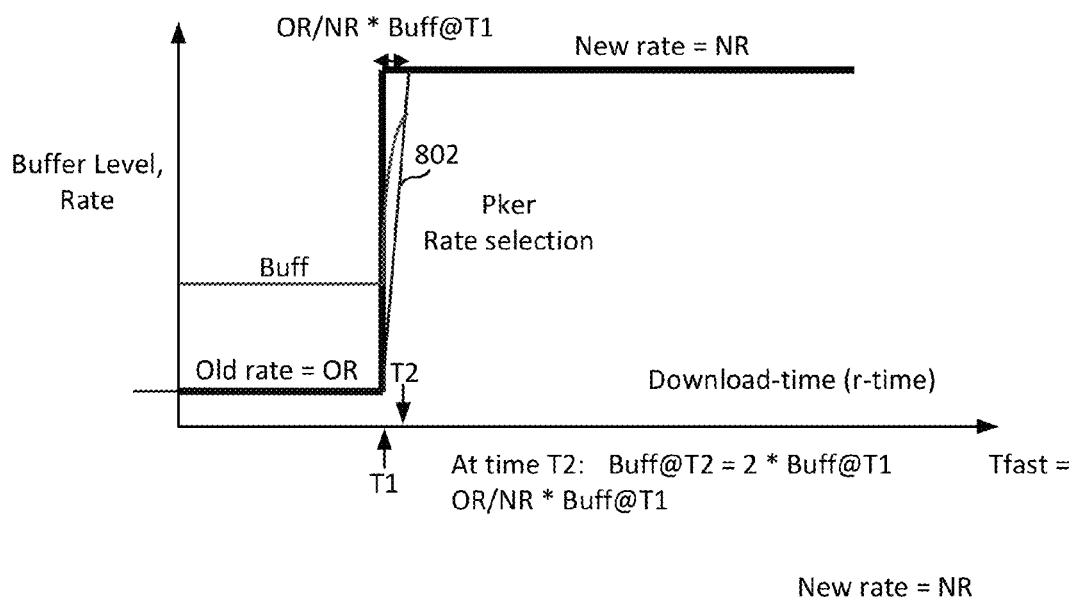 OR/NR * Buff@T1
New rate = NR
Buffer Level,
Rate
802
Pker
Rate selection
Buff
Old rate = OR
T2
Download-time (r-time)
T1
At time T2: Buff@T2 = 2 * Buff@T1 Tfast =
OR/NR * Buff@T1
New rate = NR